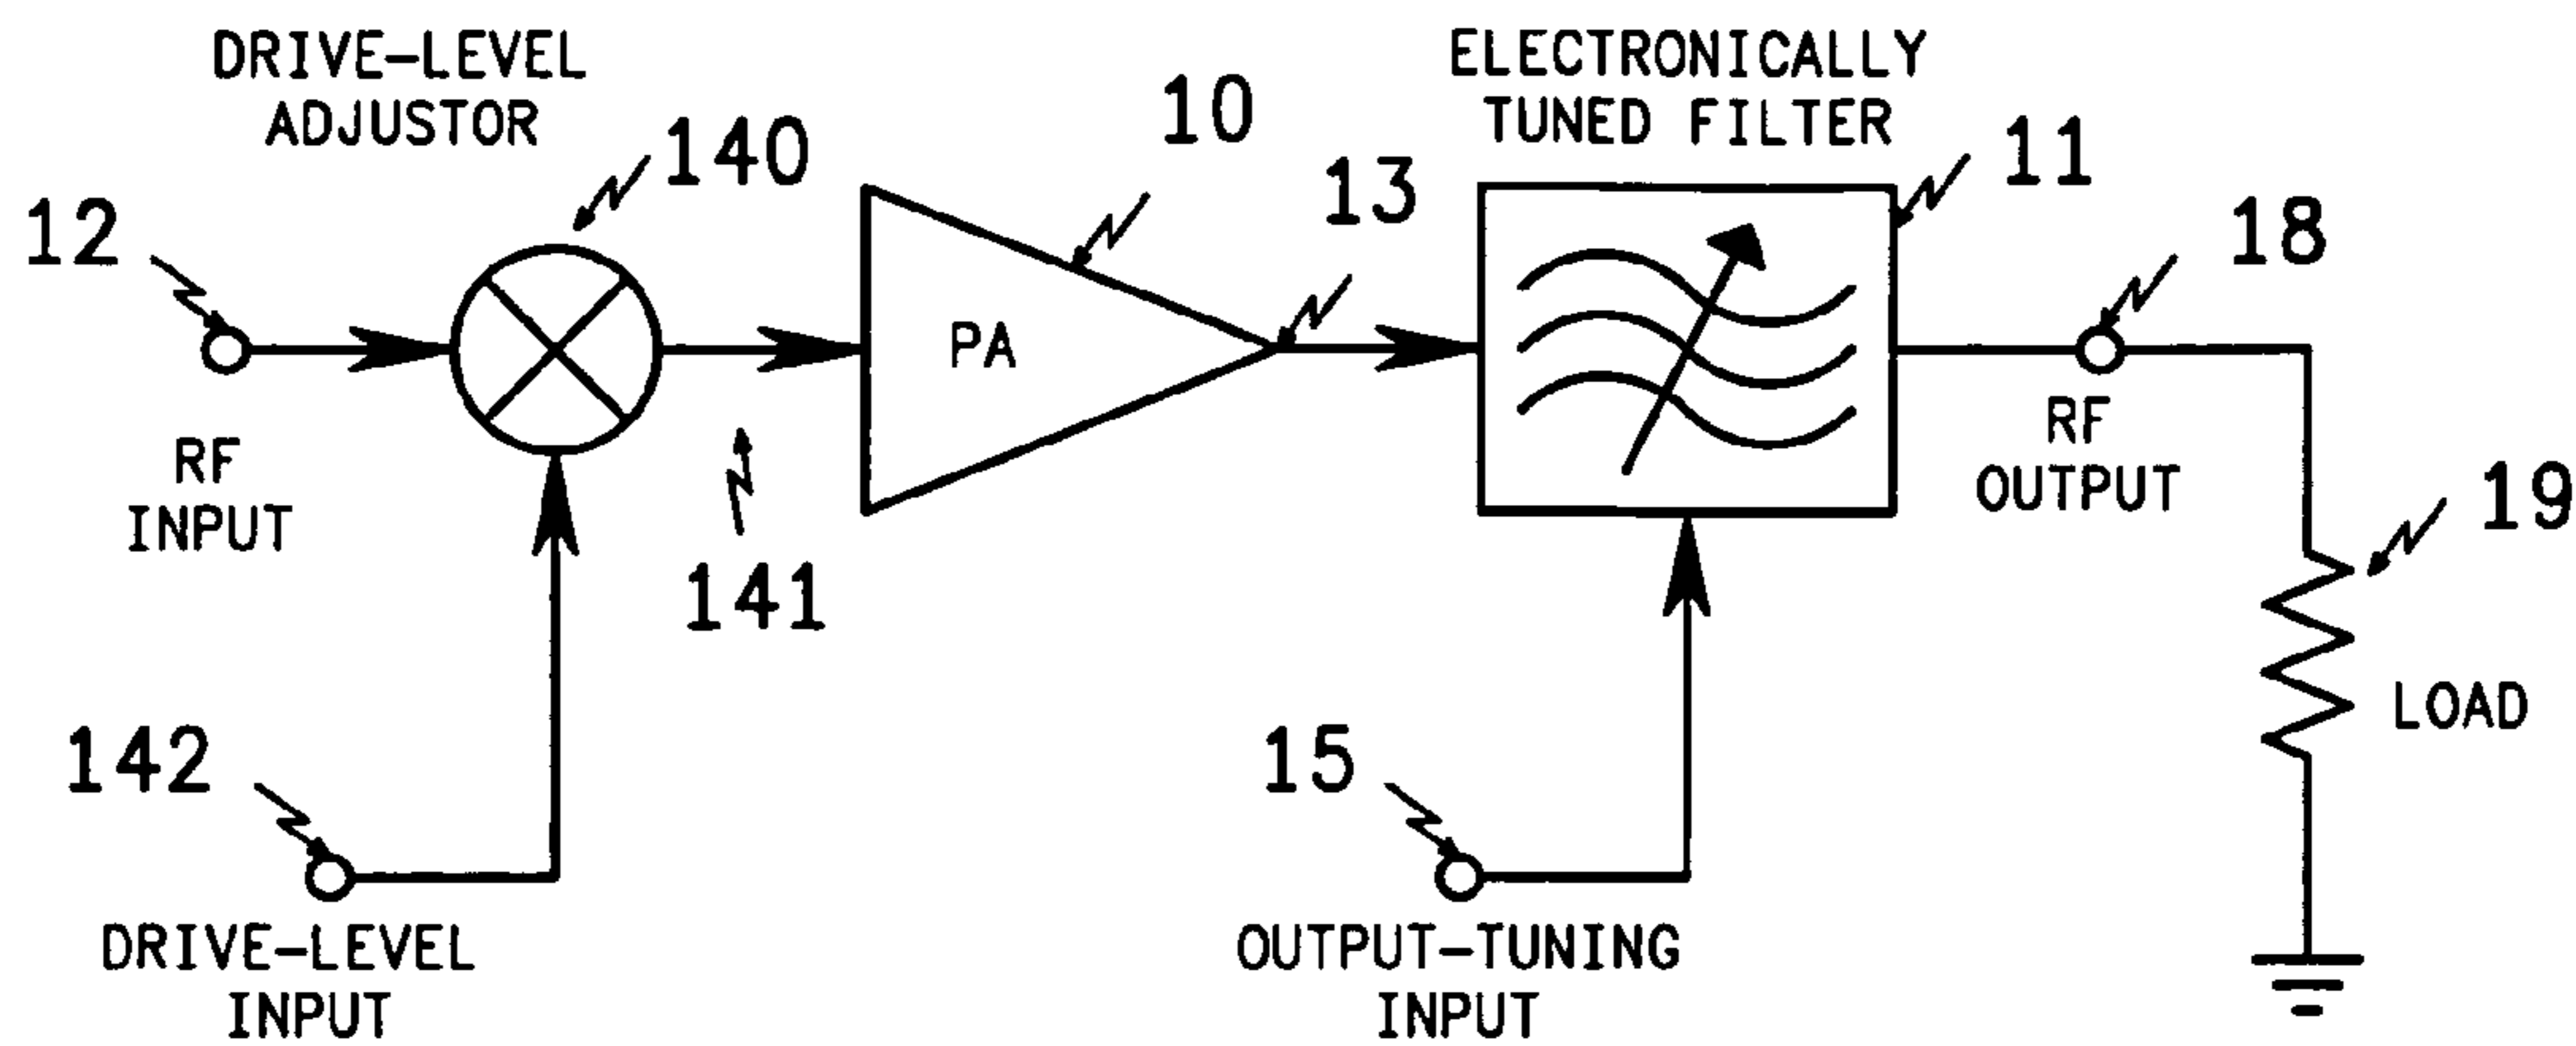 DRIVE-LEVEL
ADJUSTOR
140
10
13
ELECTRONICALLY
TUNED FILTER
11
12
18
PA
RF
INPUT
RF
OUTPUT
141
19
LOAD
142
15
DRIVE-LEVEL
INPUT
OUTPUT-TUNING
INPUT